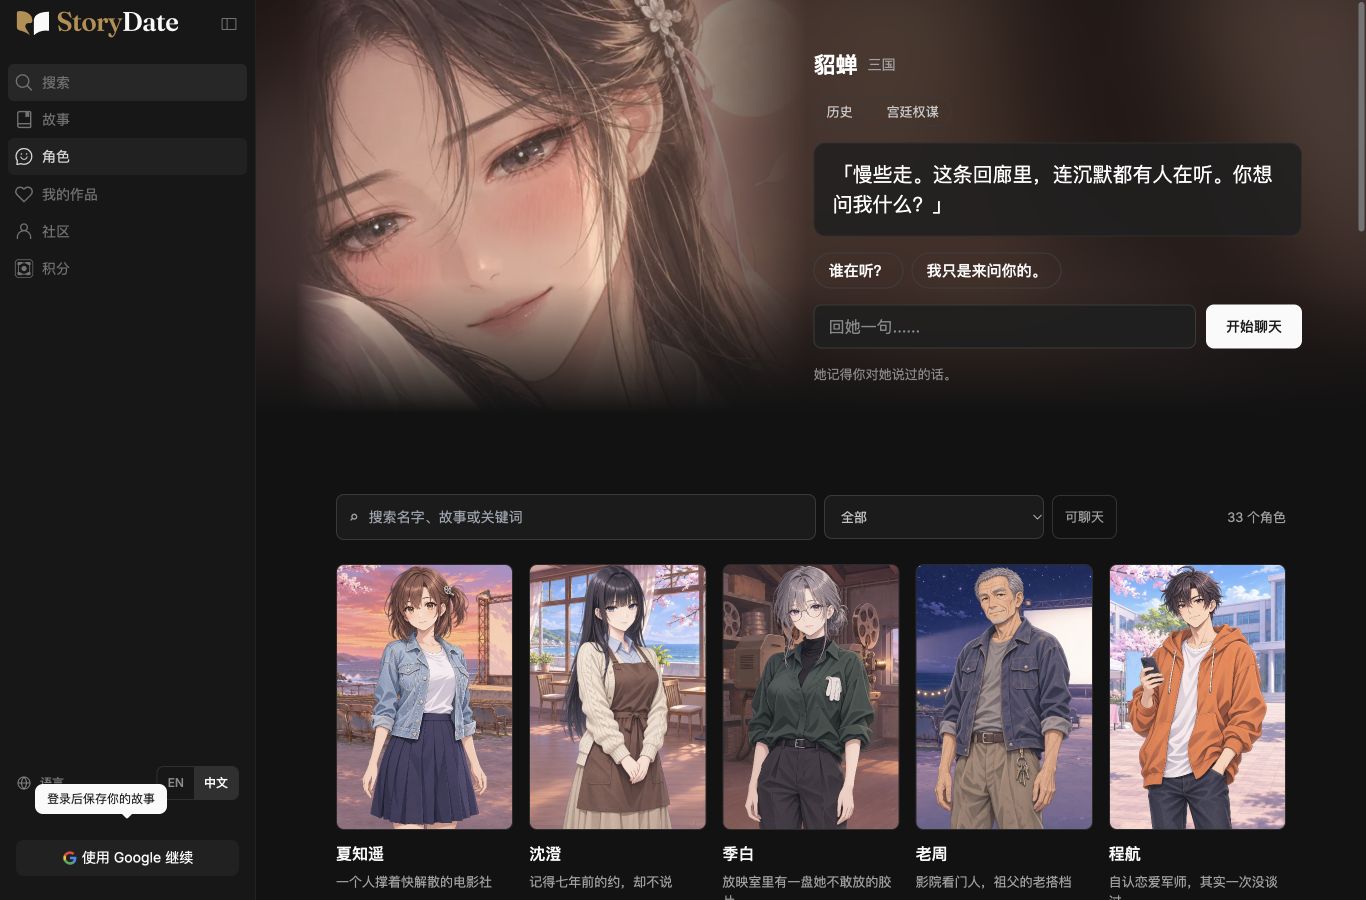 StoryDate
搜索
故事
角色
我的作品
社区
积分
语言
EN
中文
登录后保存你的故事
使用 Google 继续
貂蝉 三国
历史
宫廷权谋
「慢些走。这条回廊里，连沉默都有人在听。你想
问我什么？」
谁在听？
我只是来问你的。
回她一句……
开始聊天
她记得你对她说过的话。
搜索名字、故事或关键词
全部
可聊天
33 个角色
夏知遥
一个人撑着快解散的电影社
沈澄
记得七年前的约，却不说
季白
放映室里有一盘她不敢放的胶
老周
影院看门人，祖父的老搭档
程航
自认恋爱军师，其实一次没谈